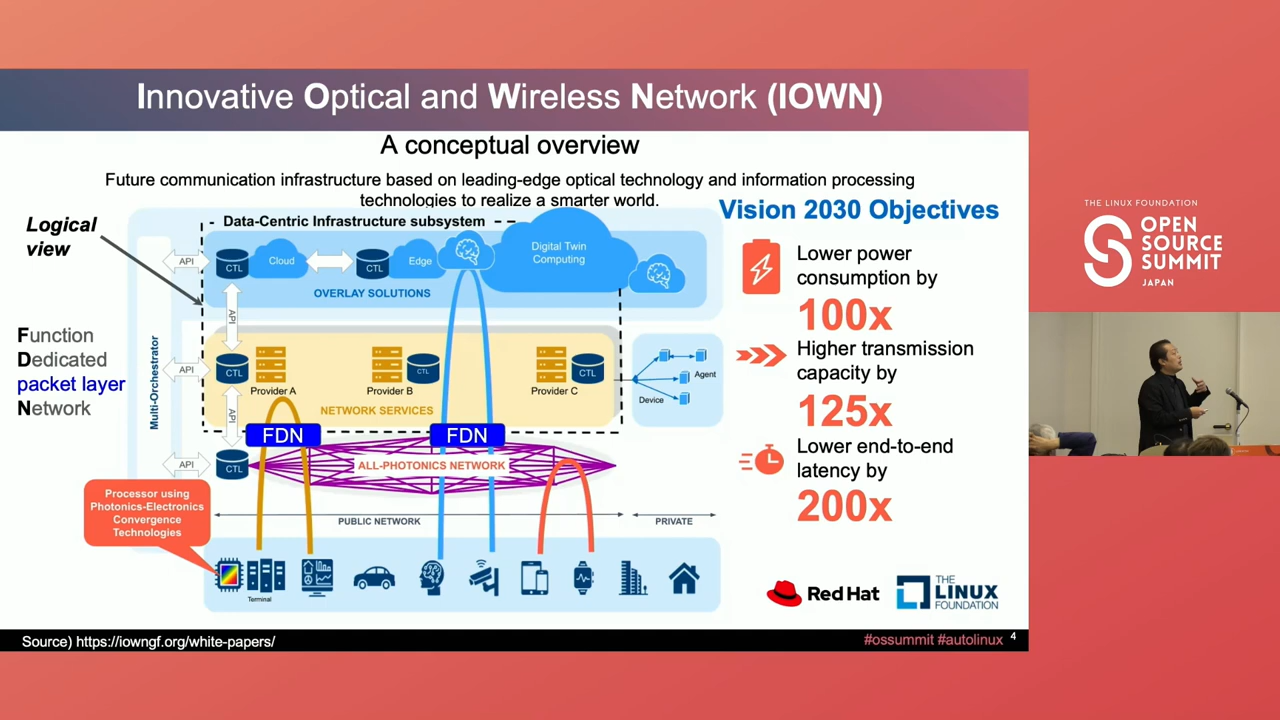 Innovative Optical and Wireless Network (IOWN)
A conceptual overview
Future communication infrastructure based on leading-edge optical technology and information processing
technologies to realize a smarter world.
Logical
view
Data-Centric Infrastructure subsystem
Vision 2030 Objectives
API
CTL
Cloud
CTL
Edge
Digital Twin
Computing
OVERLAY SOLUTIONS
API
Lower power
consumption by
100x
Function
Dedicated
packet layer
Network
Multi-Orchestrator
API
CTL
Provider A
CTL
Provider B
CTL
Provider C
NETWORK SERVICES
Agent
Device
Higher transmission
capacity by
125x
API
FDN
FDN
API
CTL
ALL-PHOTONICS NETWORK
Lower end-to-end
latency by
200x
Processor using
Photonics-Electronics
Convergence
Technologies
PUBLIC NETWORK
PRIVATE
Terminal
Red Hat
THE
LINUX
FOUNDATION
Source) https://iowngf.org/white-papers/
#ossummit #autolinux
4
THE LINUX FOUNDATION
OPEN
SOURCE
SUMMIT
JAPAN